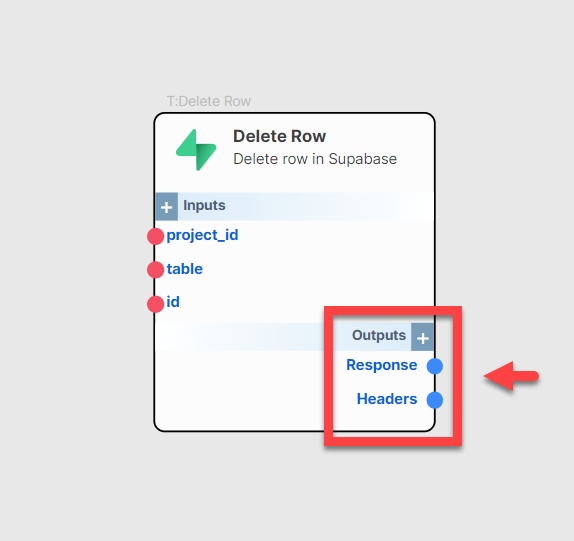 T:Delete Row
Delete Row
Delete row in Supabase
+ Inputs
project_id
table
id
Outputs +
Response
Headers